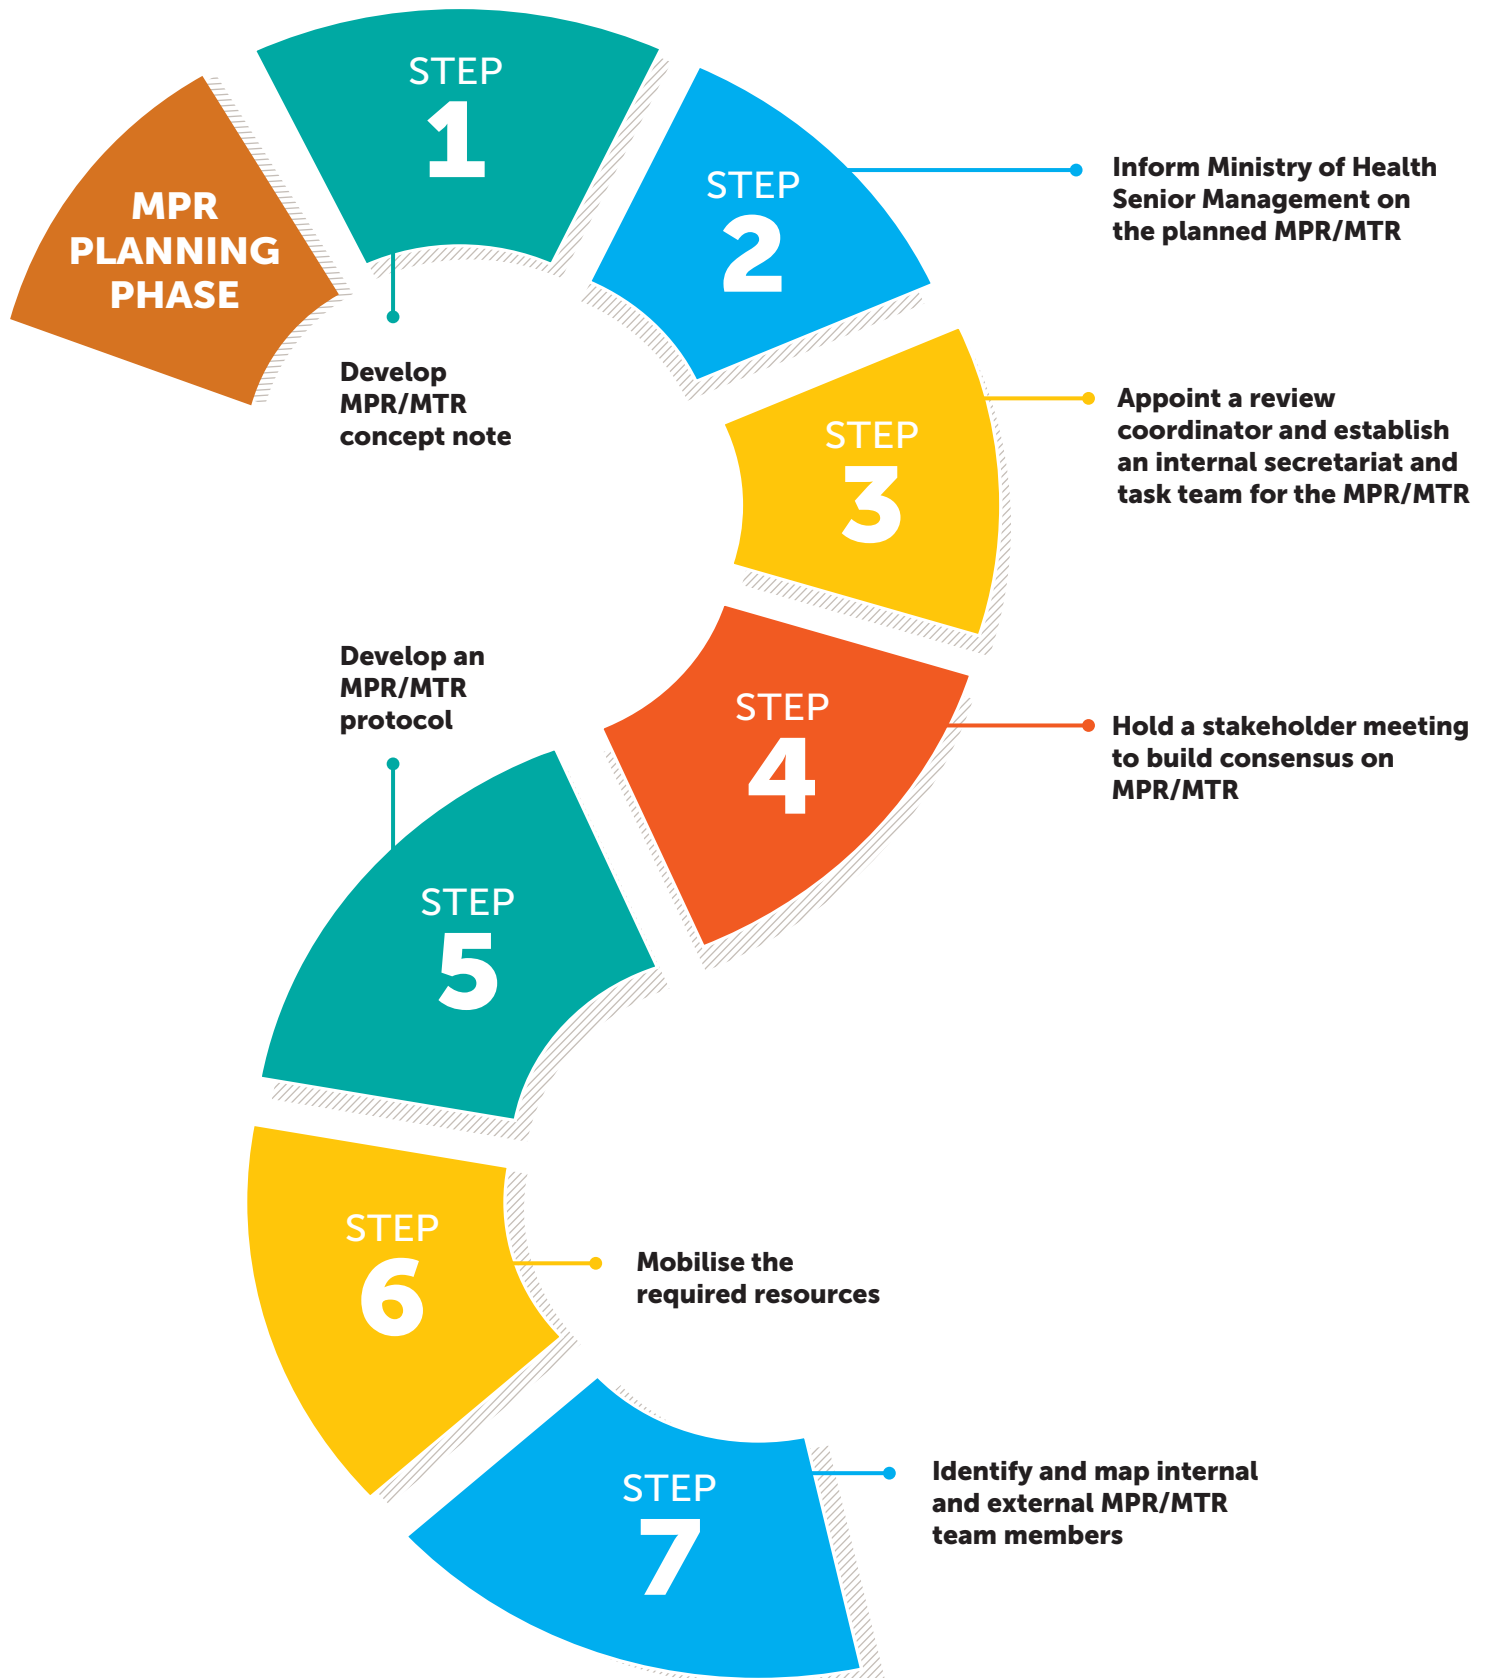 MPR
PLANNING
PHASE
STEP
1
Develop
MPR/MTR
concept note
STEP
2
Inform Ministry of Health
Senior Management on
the planned MPR/MTR
STEP
3
Appoint a review
coordinator and establish
an internal secretariat and
task team for the MPR/MTR
STEP
4
Hold a stakeholder meeting
to build consensus on
MPR/MTR
Develop an
MPR/MTR
protocol
STEP
5
STEP
6
Mobilise the
required resources
STEP
7
Identify and map internal
and external MPR/MTR
team members